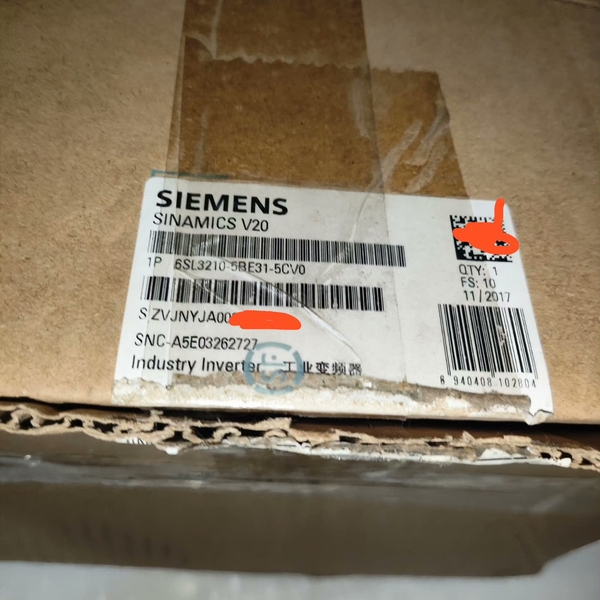 SIEMENS
SINAMICS V20
1P 6SL3210-5BE31-5CV0
S ZVJNYJA00
SNC-A5E03262727
Industry Inverter 工业变频器
QTY: 1
FS: 10
11/2017
8 940408 102804